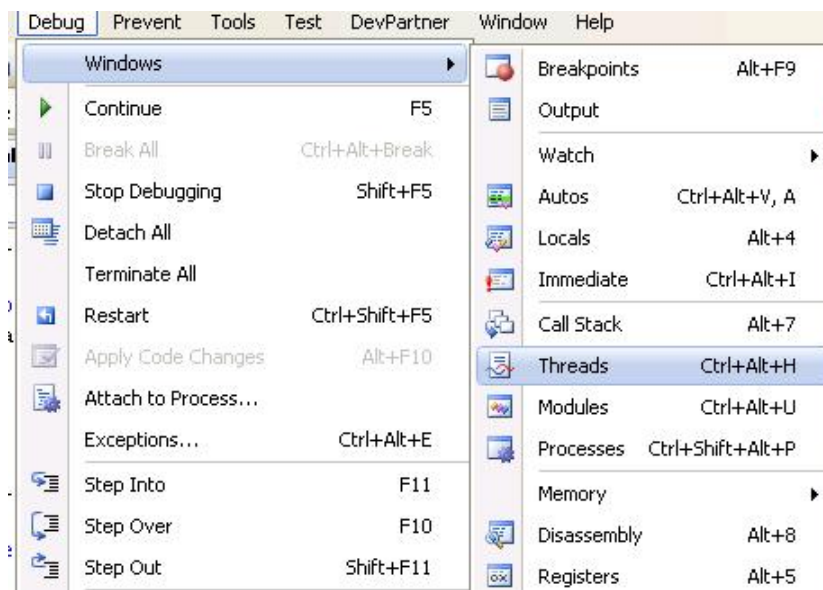 Debug Prevent Tools Test DevPartner Window Help
Windows
Continue F5
Break All Ctrl+Alt+Break
Stop Debugging Shift+F5
Detach All
Terminate All
Restart Ctrl+Shift+F5
Apply Code Changes Alt+F10
Attach to Process...
Exceptions... Ctrl+Alt+E
Step Into F11
Step Over F10
Step Out Shift+F11
Breakpoints Alt+F9
Output
Watch
Autos Ctrl+Alt+V, A
Locals Alt+4
Immediate Ctrl+Alt+I
Call Stack Alt+7
Threads Ctrl+Alt+H
Modules Ctrl+Alt+U
Processes Ctrl+Shift+Alt+P
Memory
Disassembly Alt+8
Registers Alt+5